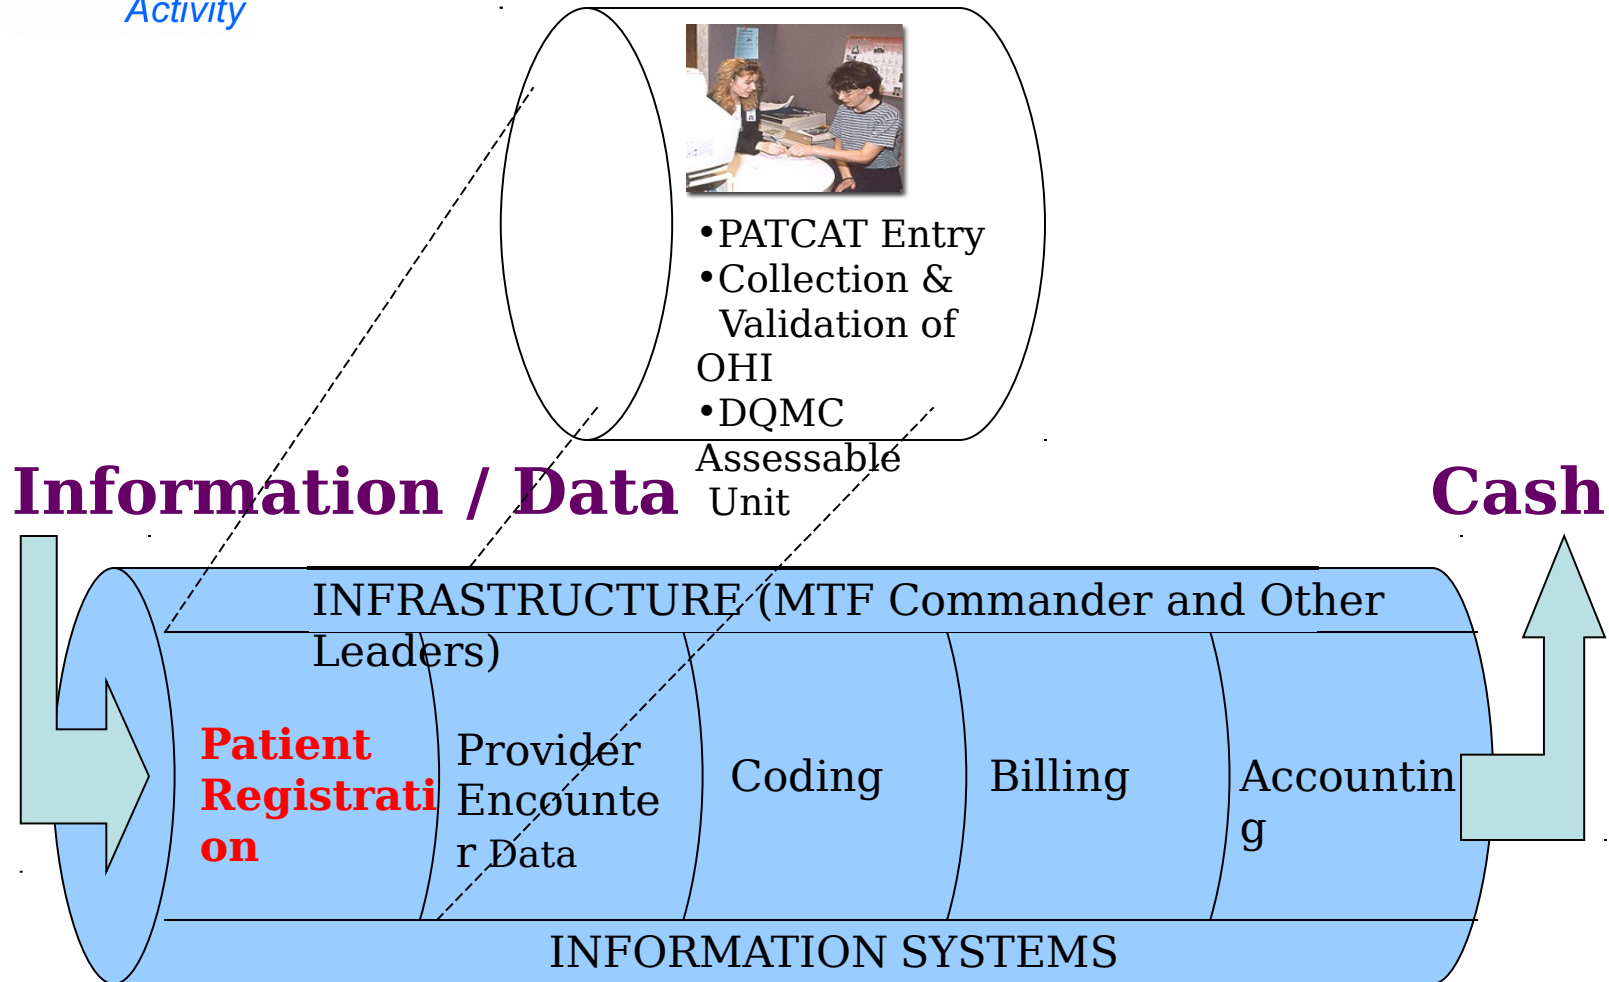 Activity
•PATCAT Entry
•Collection &
Validation of
OHI
•DQMC
Assessable
Unit
Information / Data
Cash
INFRASTRUCTURE (MTF Commander and Other
Leaders)
Patient
Registrati
on
Provider
Encounte
r Data
Coding
Billing
Accountin
g
INFORMATION SYSTEMS